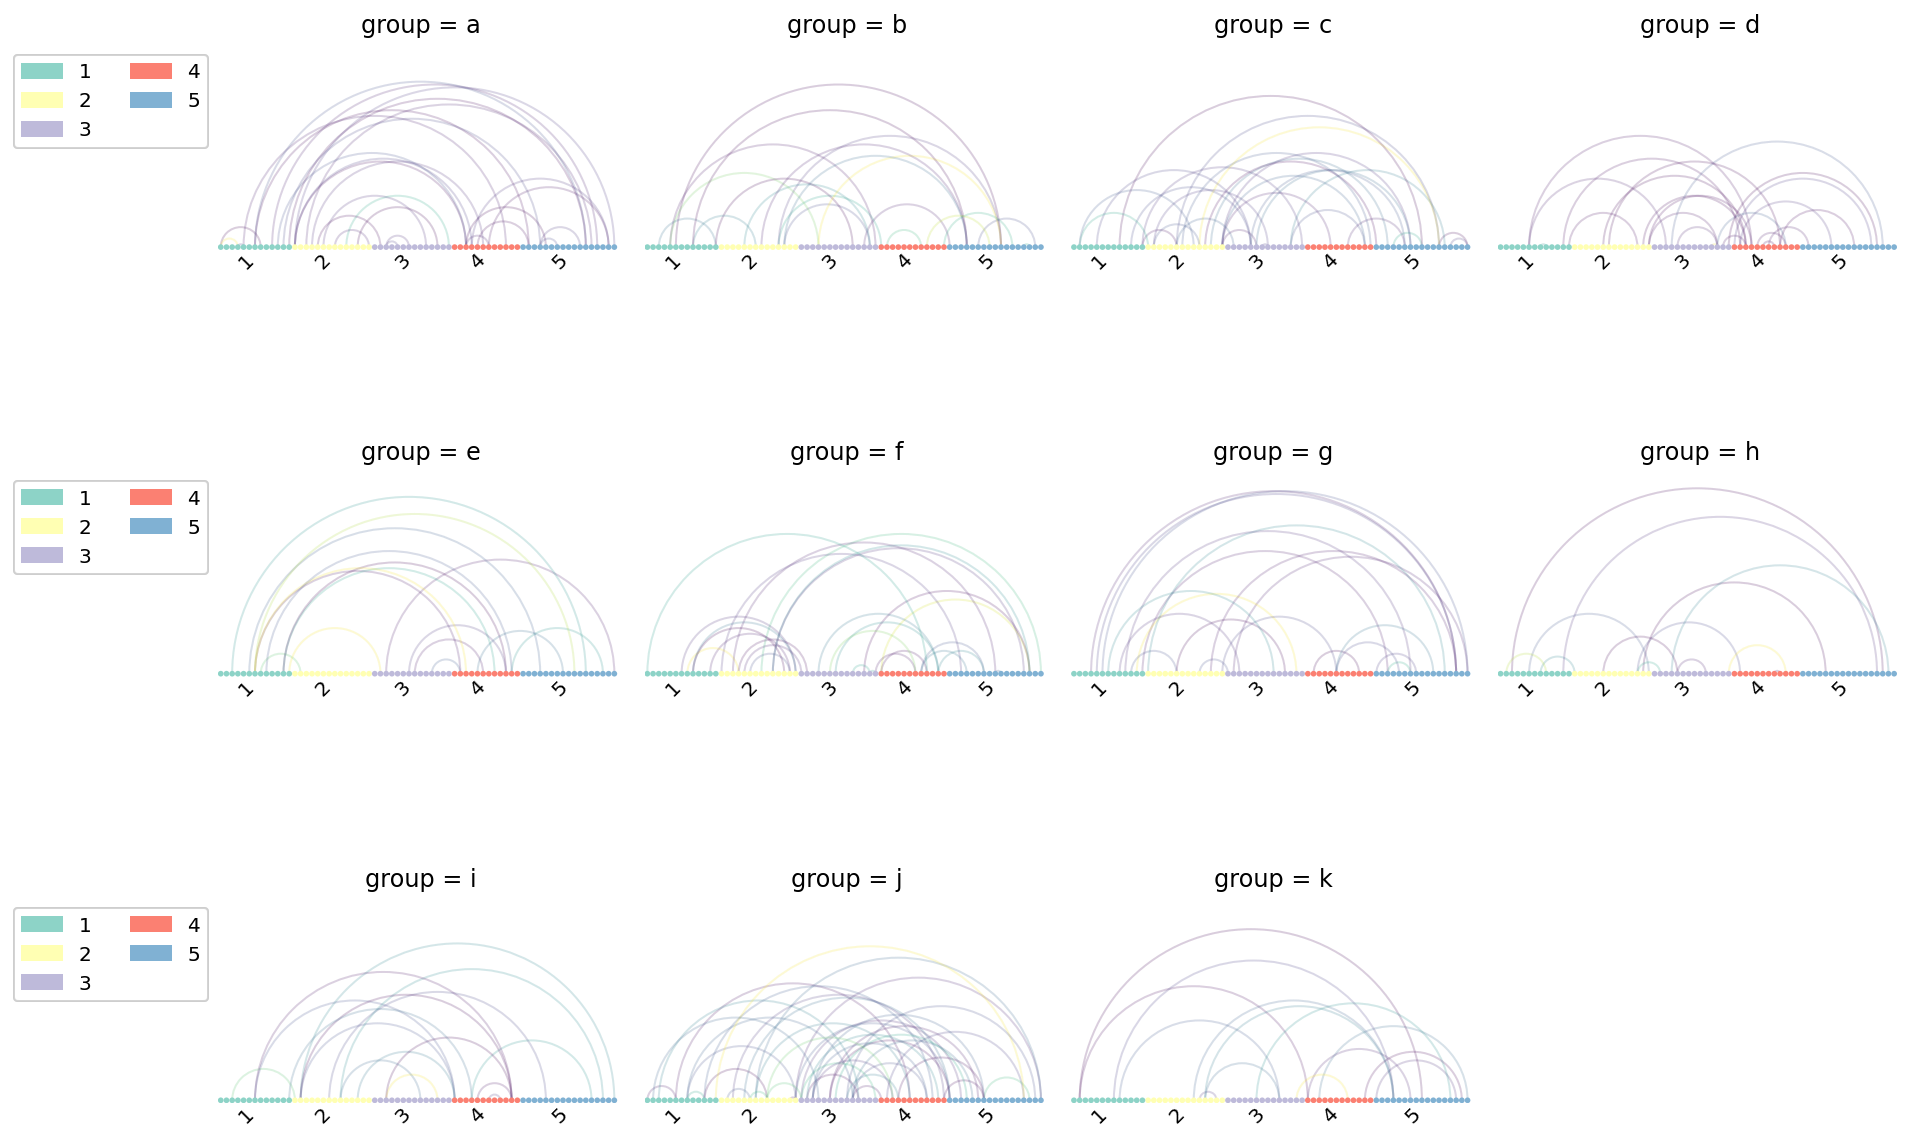 group = a
group = b
group = c
group = d
1 4
2 5
3
1 2 3 4 5
1 2 3 4 5
1 2 3 4 5
1 2 3 4 5
group = e
group = f
group = g
group = h
1 4
2 5
3
1 2 3 4 5
1 2 3 4 5
1 2 3 4 5
1 2 3 4 5
group = i
group = j
group = k
1 4
2 5
3
1 2 3 4 5
1 2 3 4 5
1 2 3 4 5